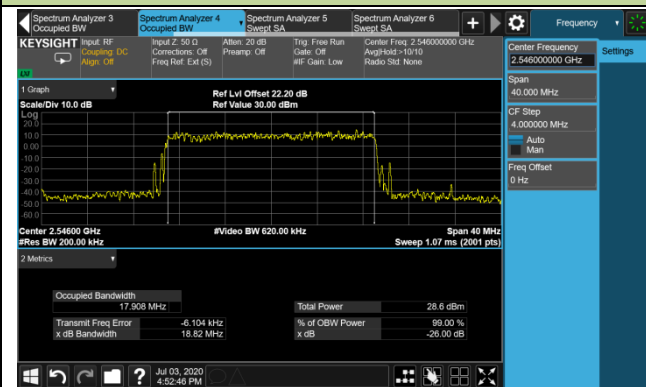 Spectrum Analyzer 3
Occupied BW
Spectrum Analyzer 4
Occupied BW
Spectrum Analyzer 5
Swept SA
Spectrum Analyzer 6
Swept SA
+
Frequency
KEYSIGHT
Input: RF
Coupling: DC
Align: Off
Input Z: 50 Ω
Corrections: Off
Freq Ref: Ext (S)
Atten: 20 dB
Preamp: Off
Trig: Free Run
Gate: Off
#IF Gain: Low
Center Freq: 2.546000000 GHz
Avg|Hold:>10/10
Radio Std: None
Center Frequency
2.546000000 GHz
Settings
Span
40.000 MHz
CF Step
4.000000 MHz
Auto
Man
Freq Offset
0 Hz
1 Graph
Scale/Div 10.0 dB
Ref Lvl Offset 22.20 dB
Ref Value 30.00 dBm
Log
20.0
10.0
0.00
-10.0
-20.0
-30.0
-40.0
-50.0
-60.0
Center 2.54600 GHz
#Video BW 620.00 kHz
Span 40 MHz
#Res BW 200.00 kHz
Sweep 1.07 ms (2001 pts)
2 Metrics
Occupied Bandwidth
17.908 MHz
Total Power
28.6 dBm
Transmit Freq Error
-6.104 kHz
% of OBW Power
99.00 %
x dB Bandwidth
18.82 MHz
x dB
-26.00 dB
?
Jul 03, 2020
4:52:46 PM